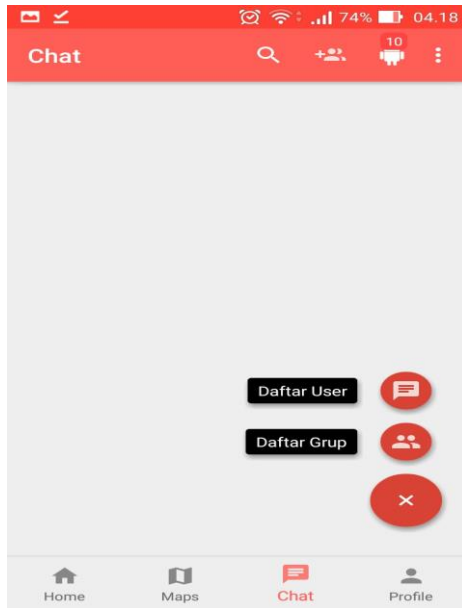 74% 04.18
Chat
10
Daftar User
Daftar Grup
Home Maps Chat Profile